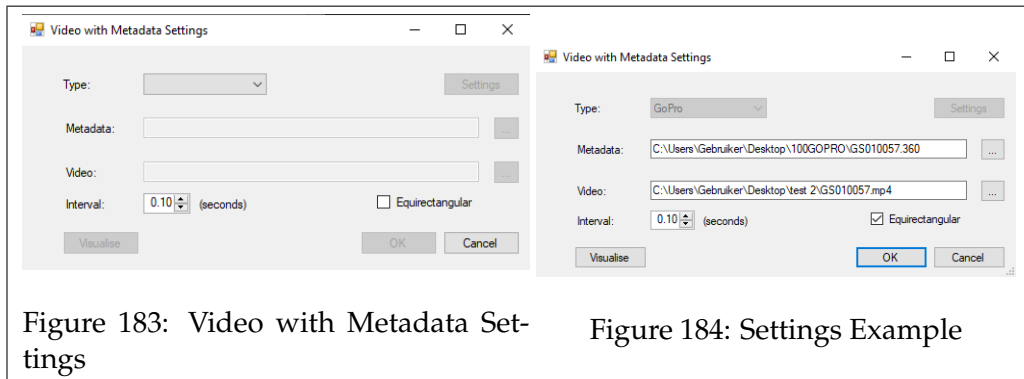 Video with Metadata Settings
Type:
Settings
Metadata:
...
Video:
...
Interval:
0.10
(seconds)
Equirectangular
Visualise
OK
Cancel
Figure 183: Video with Metadata Set-
tings
Video with Metadata Settings
Type:
GoPro
Settings
Metadata:
C:\Users\Gebruiker\Desktop\100GOPRO\GS010057.360
...
Video:
C:\Users\Gebruiker\Desktop\test 2\GS010057.mp4
...
Interval:
0.10
(seconds)
Equirectangular
Visualise
OK
Cancel
Figure 184: Settings Example